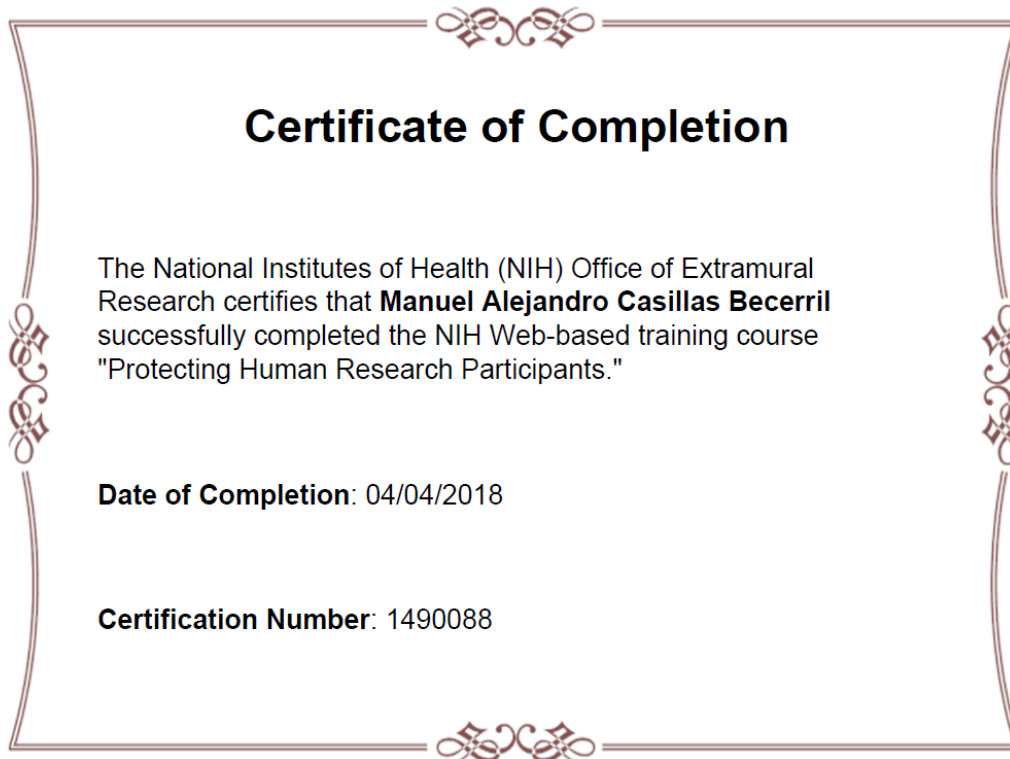 Certificate of Completion
The National Institutes of Health (NIH) Office of Extramural
Research certifies that Manuel Alejandro Casillas Becerril
successfully completed the NIH Web-based training course
"Protecting Human Research Participants."
Date of Completion: 04/04/2018
Certification Number: 1490088